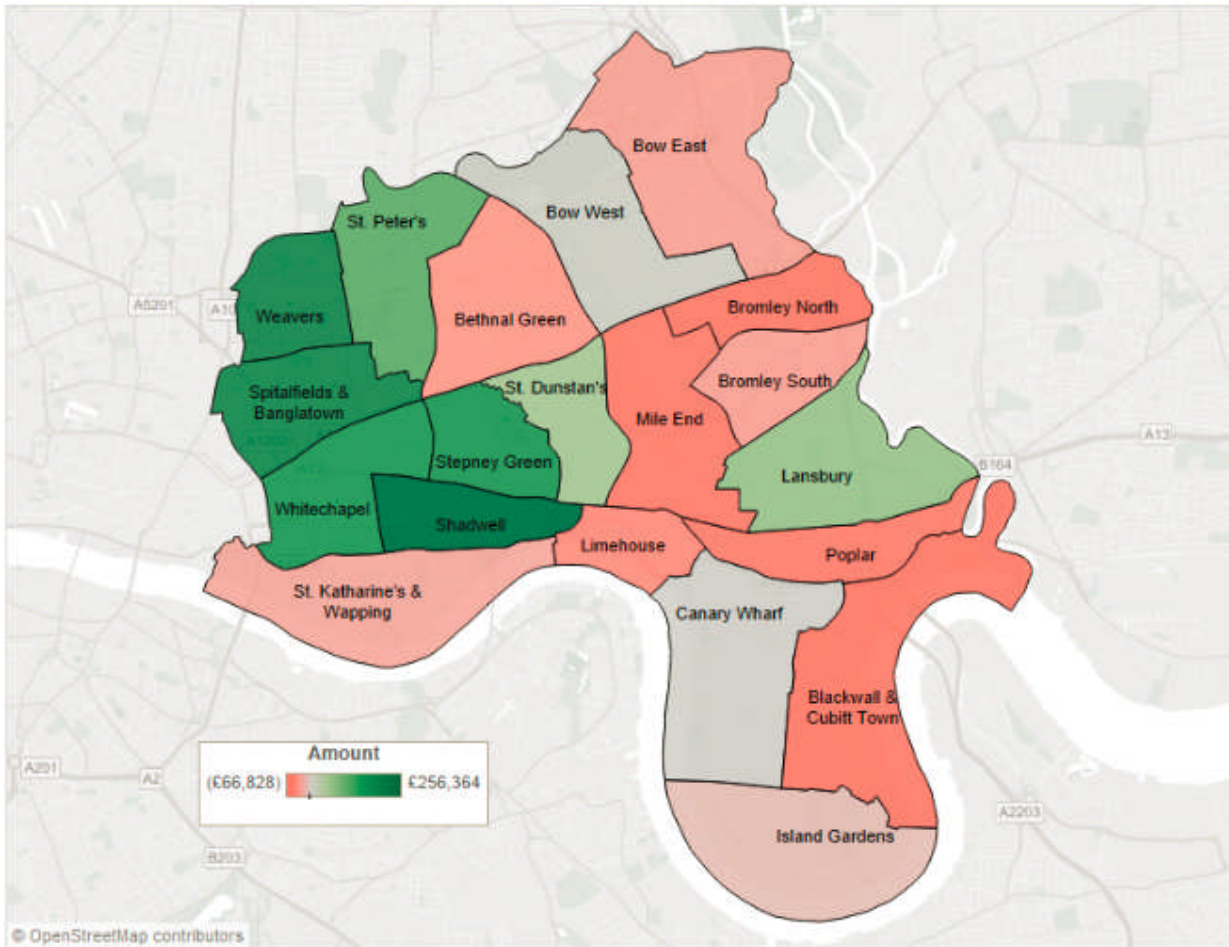 Bow East
Bow West
St. Peter's
Weavers
Bethnal Green
Bromley North
Bromley South
St. Dunstan's
Spitalfields &
Banglatown
Mile End
Stepney Green
Lansbury
Whitechapel
Shadwell
Limehouse
Poplar
St. Katharine's &
Wapping
Canary Wharf
Blackwall &
Cubitt Town
Island Gardens
A5201
A10
A13
B164
A201
A2
B203
A2203
Amount
(£66,828) £256,364
© OpenStreetMap contributors